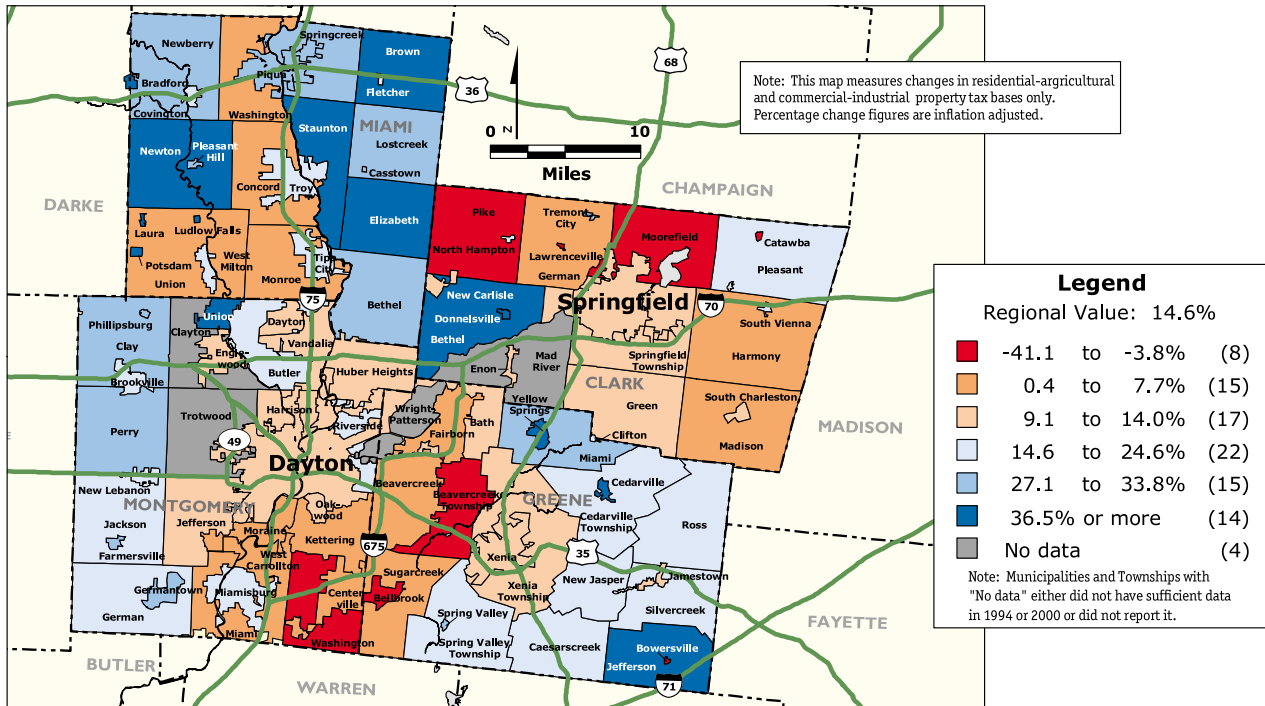 Newberry
Springcreek
Brown
Piqua
Bradford
Fletcher
Covington
Washington
Staunton
MIAMI
Lostcreek
Newton
Pleasant
Hill
Casstown
Concord
Troy
Elizabeth
DARKE
Laura
Ludlow Falls
West
Milton
Potsdam
Union
Monroe
Tipp
City
Bethel
68
36
0
N
10
Miles
Note: This map measures changes in residential-argricultural
and commercial-industrial property tax bases only.
Percentage change figures are inflation adjusted.
CHAMPAIGN
Pike
Tremont
City
North Hampton
Lawrenceville
German
Moorefield
Catawba
Pleasant
New Carlisle
Donnelsville
Bethel
Springfield
70
South Vienna
Harmony
Mad
River
Enon
Springfield
Township
CLARK
Green
South Charleston
Madison
MADISON
75
Phillipsburg
Clay
Clayton
Union
Dayton
Vandalia
Engle-
wood
Butler
Brookville
Huber Heights
Trotwood
Harrison
Riverside
Wright-
Patterson
Fairborn
Bath
Yellow
Springs
Clifton
Miami
Perry
49
Dayton
Beavercreek
Beavercreek
Township
GREENE
Cedarville
Cedarville
Township
Ross
New Lebanon
MONTGOMERY
Jackson
Jefferson
Farmersville
Oak-
wood
Moraine
Kettering
675
West
Carrollton
Xenia
35
Xenia
Township
New Jasper
Jamestown
Silvercreek
Germantown
German
Miamisburg
Center-
ville
Sugarcreek
Bellbrook
Miami
Washington
Spring Valley
Spring Valley
Township
Caesarscreek
Bowersville
Jefferson
71
FAYETTE
BUTLER
WARREN
Legend
Regional Value: 14.6%
-41.1 to -3.8% (8)
0.4 to 7.7% (15)
9.1 to 14.0% (17)
14.6 to 24.6% (22)
27.1 to 33.8% (15)
36.5% or more (14)
No data (4)
Note: Municipalities and Townships with
"No data" either did not have sufficient data
in 1994 or 2000 or did not report it.